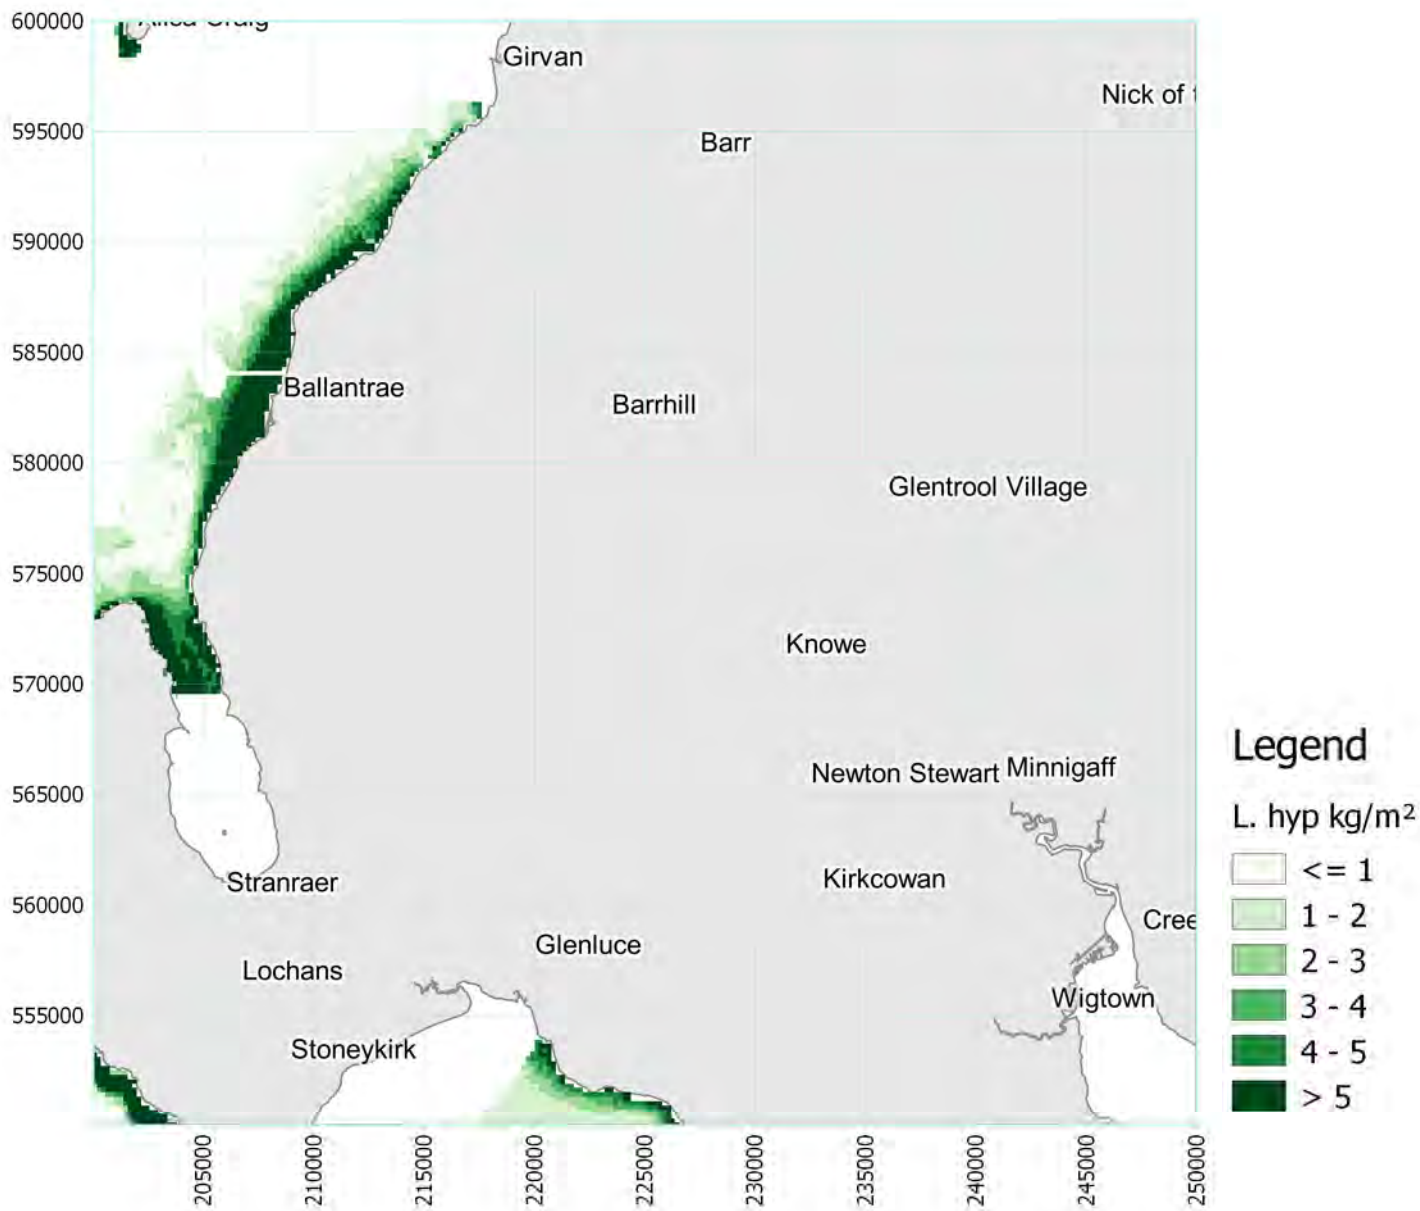 600000
Ailsa Craig
Girvan
Nick of t
595000
Barr
590000
585000
Ballantrae
Barrhill
580000
Glentrool Village
575000
Knowe
570000
Newton Stewart Minnigaff
565000
Stranraer
Kirkcowan
560000
Cree
Glenluce
Lochans
Wigtown
555000
Stoneykirk
205000
210000
215000
220000
225000
230000
235000
240000
245000
250000
Legend
L. hyp kg/m²
<= 1
1 - 2
2 - 3
3 - 4
4 - 5
> 5